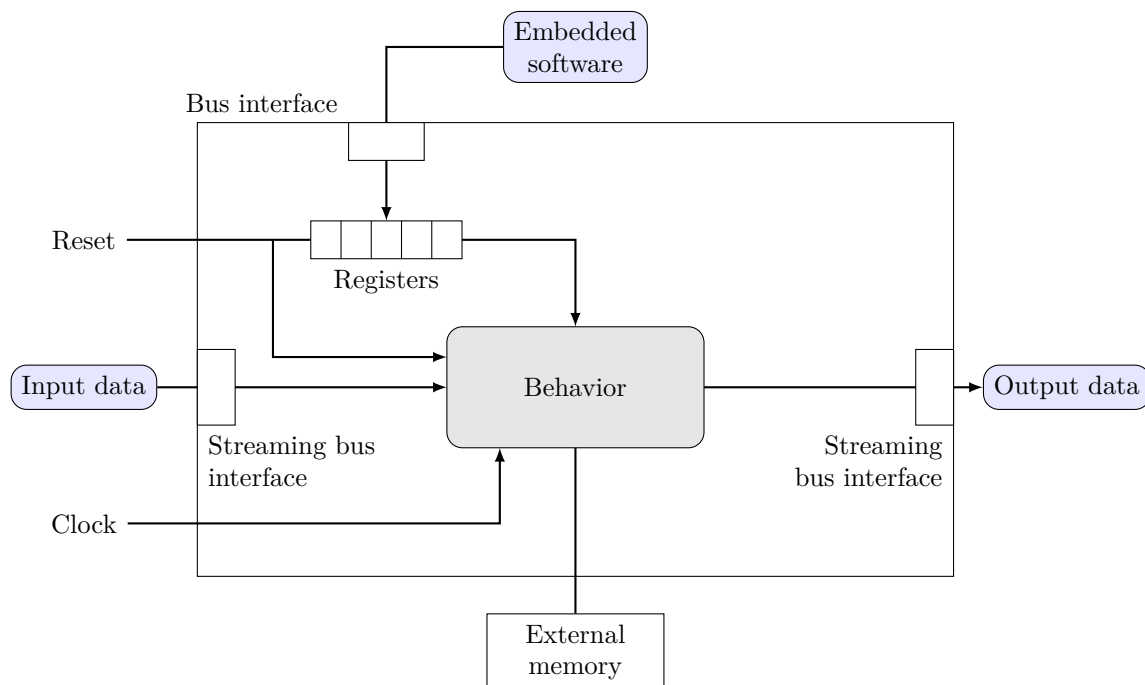 Embedded
software
Bus interface
Reset
Registers
Input data
Behavior
Output data
Streaming bus
interface
Streaming
bus interface
Clock
External
memory